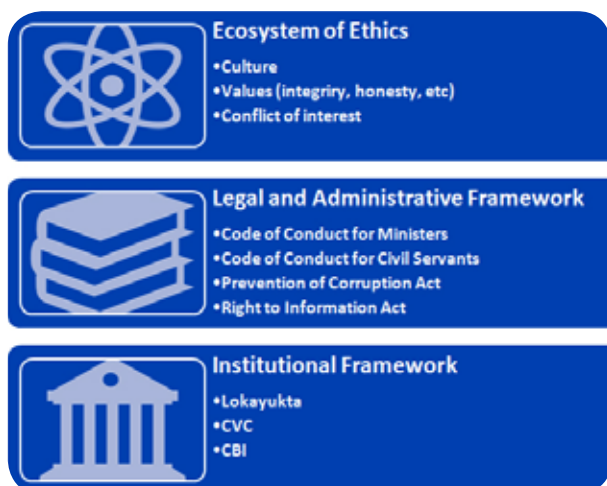 Ecosystem of Ethics
•Culture
•Values (integriry, honesty, etc)
•Conflict of interest
Legal and Administrative Framework
•Code of Conduct for Ministers
•Code of Conduct for Civil Servants
•Prevention of Corruption Act
•Right to Information Act
Institutional Framework
•Lokayukta
•CVC
•CBI